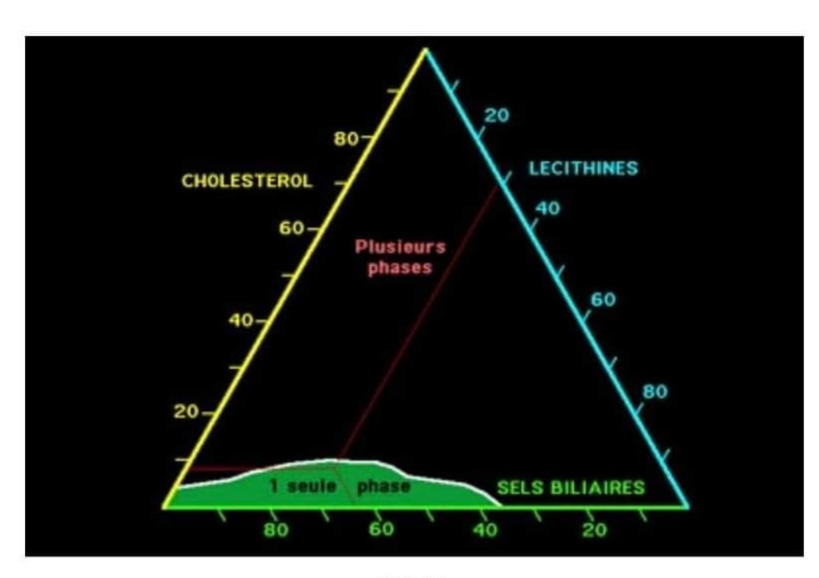 20
80
LECITHINES
CHOLESTEROL
40
60
Plusieurs
phases
60
40
80
20
1 seule phase
SELS BILIAIRES
80
60
40
20